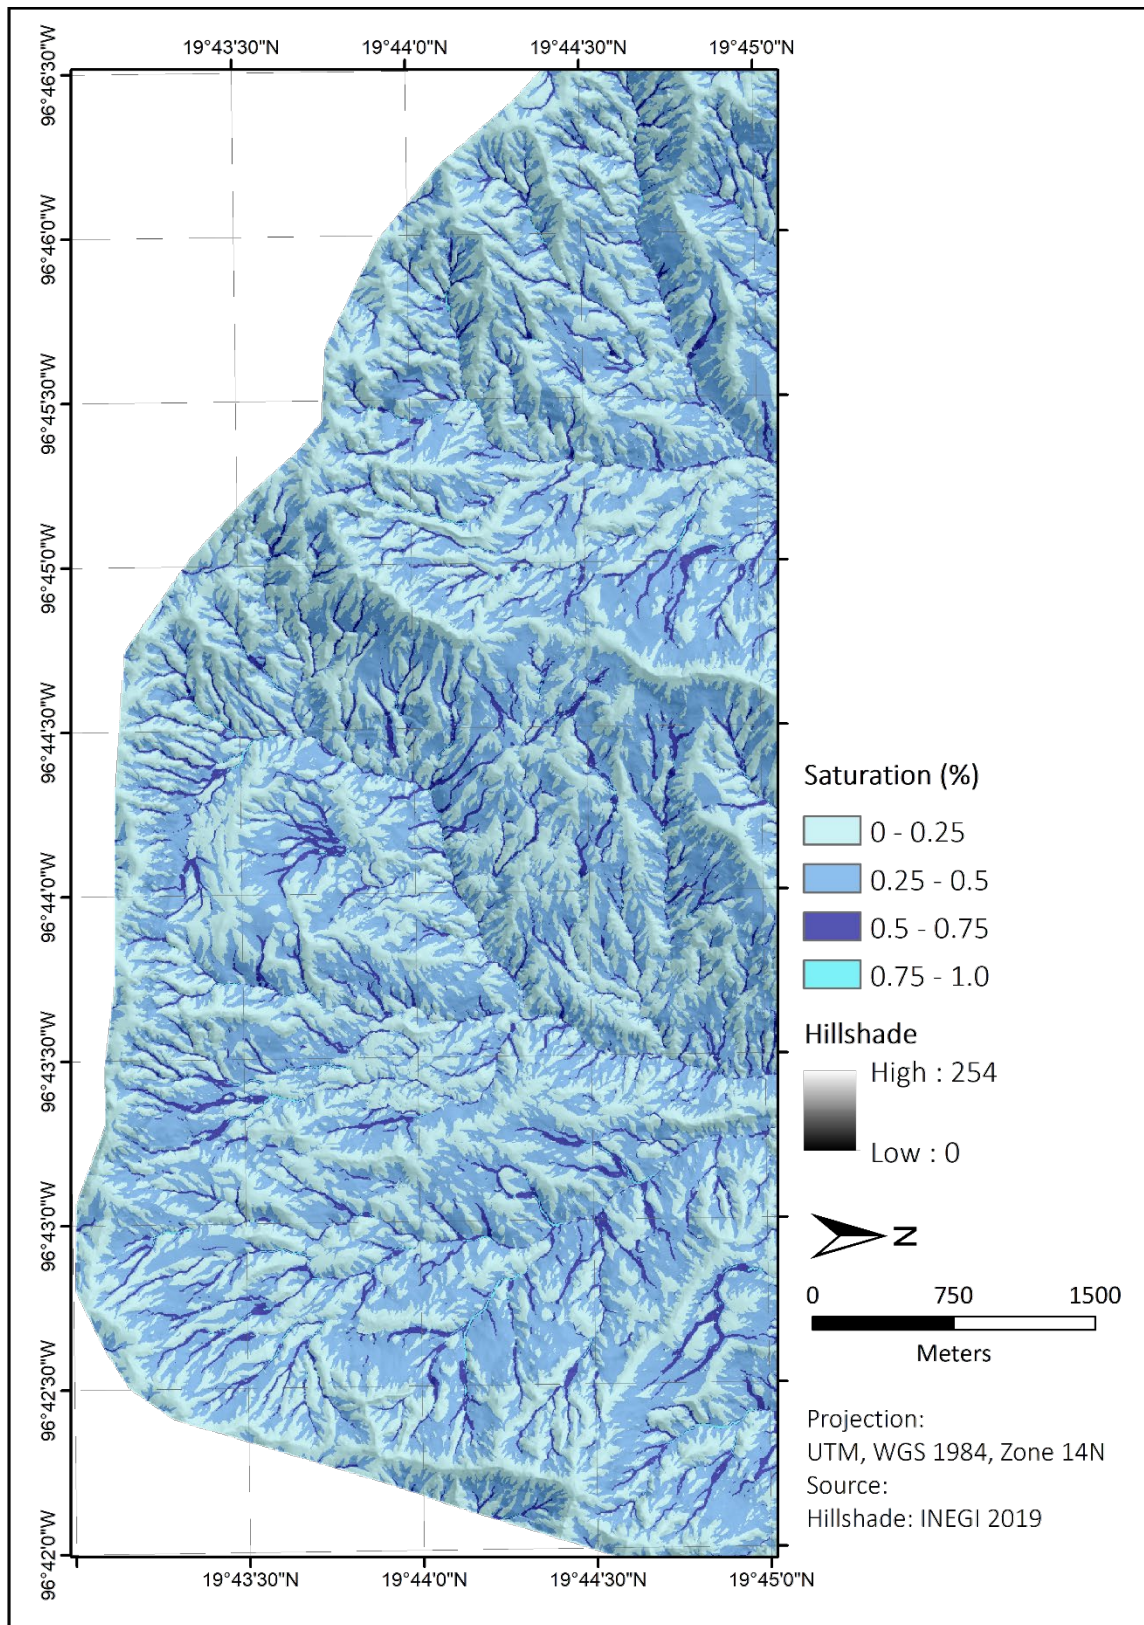 19°43'30"N 19°44'0"N 19°44'30"N 19°45'0"N
96°46'30"W
96°46'0"W
96°45'30"W
96°45'0"W
96°44'30"W
96°44'0"W
96°43'30"W
96°43'0"W
96°42'30"W
96°42'0"W
Saturation (%)
0 - 0.25
0.25 - 0.5
0.5 - 0.75
0.75 - 1.0
Hillshade
High : 254
Low : 0
N
0 750 1500
Meters
Projection:
UTM, WGS 1984, Zone 14N
Source:
Hillshade: INEGI 2019
19°43'30"N 19°44'0"N 19°44'30"N 19°45'0"N